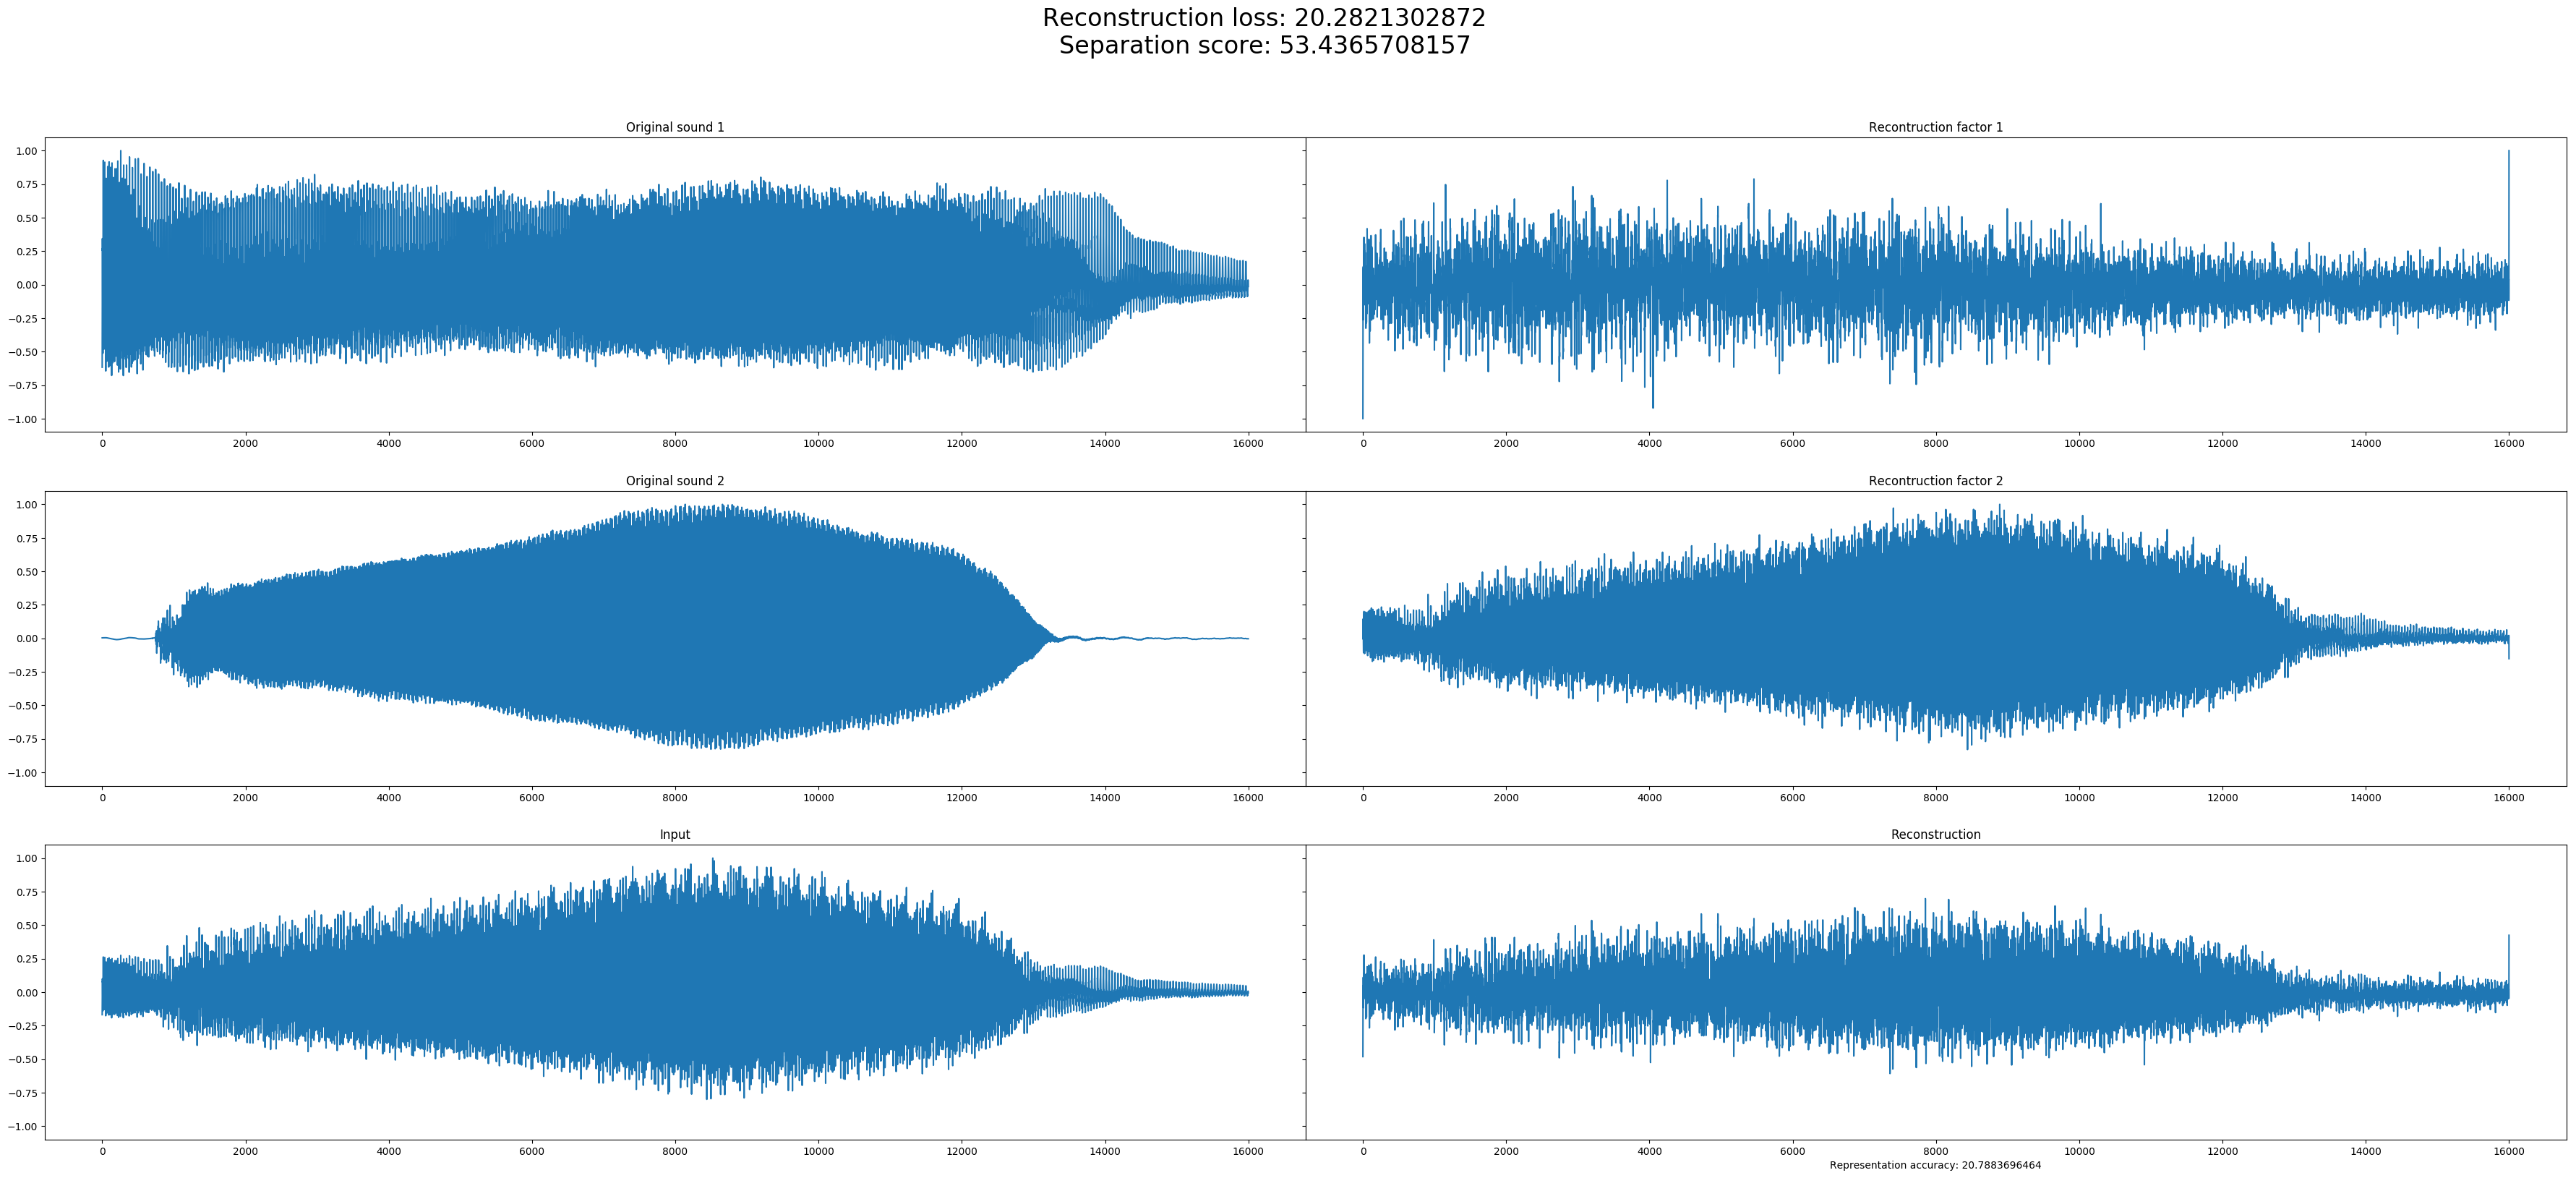 Reconstruction loss: 20.2821302872
Separation score: 53.4365708157
Original sound 1
Recontruction factor 1
1.00
0.75
0.50
0.25
0.00
−0.25
−0.50
−0.75
−1.00
0 2000 4000 6000 8000 10000 12000 14000 16000
0 2000 4000 6000 8000 10000 12000 14000 16000
Original sound 2
Recontruction factor 2
1.00
0.75
0.50
0.25
0.00
−0.25
−0.50
−0.75
−1.00
0 2000 4000 6000 8000 10000 12000 14000 16000
0 2000 4000 6000 8000 10000 12000 14000 16000
Input
Reconstruction
1.00
0.75
0.50
0.25
0.00
−0.25
−0.50
−0.75
−1.00
0 2000 4000 6000 8000 10000 12000 14000 16000
0 2000 4000 6000 8000 10000 12000 14000 16000
Representation accuracy: 20.7883696464